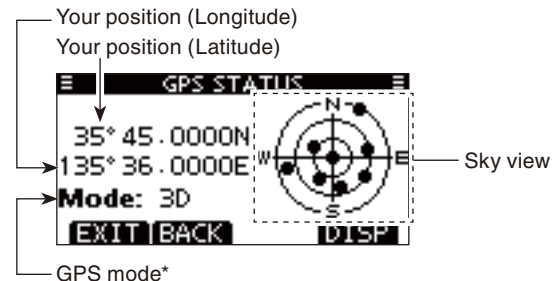 Your position (Longitude)
Your position (Latitude)
GPS STATUS
35° 45.0000N
135° 36.0000E
Mode: 3D
N
W
E
S
Sky view
EXIT BACK DISP
GPS mode*